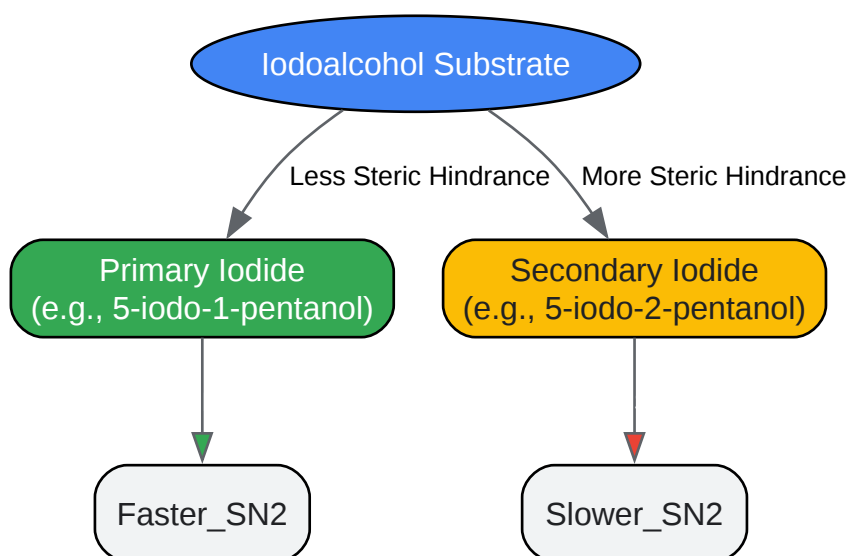 Iodoalcohol Substrate
Less Steric Hindrance
More Steric Hindrance
Primary Iodide
(e.g., 5-iodo-1-pentanol)
Secondary Iodide
(e.g., 5-iodo-2-pentanol)
Faster_SN2
Slower_SN2